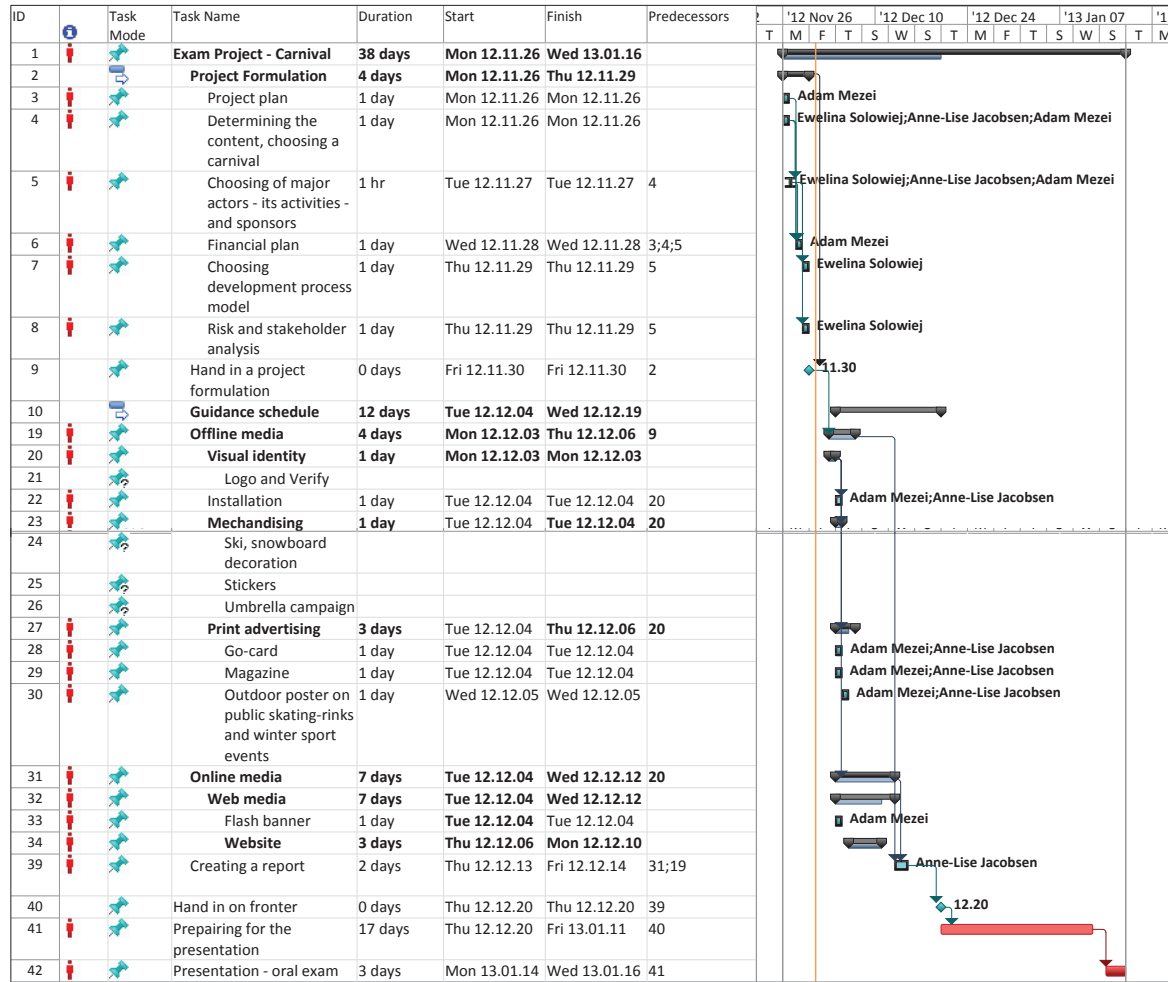 ID Task Mode Task Name Duration Start Finish Predecessors '12 Nov 26 '12 Dec 10 '12 Dec 24 '13 Jan 07
T M F T S W S T M F T S W S T M
1 Exam Project - Carnival 38 days Mon 12.11.26 Wed 13.01.16
2 Project Formulation 4 days Mon 12.11.26 Thu 12.11.29
3 Project plan 1 day Mon 12.11.26 Mon 12.11.26 Adam Mezei
4 Determining the 1 day Mon 12.11.26 Mon 12.11.26 Ewelina Solowiej;Anne-Lise Jacobsen;Adam Mezei
content, choosing a
carnival
5 Choosing of major 1 hr Tue 12.11.27 Tue 12.11.27 4 Ewelina Solowiej;Anne-Lise Jacobsen;Adam Mezei
actors - its activities -
and sponsors
6 Financial plan 1 day Wed 12.11.28 Wed 12.11.28 3;4;5 Adam Mezei
7 Choosing 1 day Thu 12.11.29 Thu 12.11.29 5 Ewelina Solowiej
development process
model
8 Risk and stakeholder 1 day Thu 12.11.29 Thu 12.11.29 5 Ewelina Solowiej
analysis
9 Hand in a project 0 days Fri 12.11.30 Fri 12.11.30 2 11.30
formulation
10 Guidance schedule 12 days Tue 12.12.04 Wed 12.12.19
19 Offline media 4 days Mon 12.12.03 Thu 12.12.06 9
20 Visual identity 1 day Mon 12.12.03 Mon 12.12.03
21 Logo and Verify
22 Installation 1 day Tue 12.12.04 Tue 12.12.04 20 Adam Mezei;Anne-Lise Jacobsen
23 Mechandising 1 day Tue 12.12.04 Tue 12.12.04 20
24 Ski, snowboard
decoration
25 Stickers
26 Umbrella campaign
27 Print advertising 3 days Tue 12.12.04 Thu 12.12.06 20
28 Go-card 1 day Tue 12.12.04 Tue 12.12.04 Adam Mezei;Anne-Lise Jacobsen
29 Magazine 1 day Tue 12.12.04 Tue 12.12.04 Adam Mezei;Anne-Lise Jacobsen
30 Outdoor poster on 1 day Wed 12.12.05 Wed 12.12.05 Adam Mezei;Anne-Lise Jacobsen
public skating-rinks
and winter sport
events
31 Online media 7 days Tue 12.12.04 Wed 12.12.12 20
32 Web media 7 days Tue 12.12.04 Wed 12.12.12
33 Flash banner 1 day Tue 12.12.04 Tue 12.12.04 Adam Mezei
34 Website 3 days Thu 12.12.06 Mon 12.12.10
39 Creating a report 2 days Thu 12.12.13 Fri 12.12.14 31;19 Anne-Lise Jacobsen
40 Hand in on fronter 0 days Thu 12.12.20 Thu 12.12.20 39 12.20
41 Prepairing for the 17 days Thu 12.12.20 Fri 13.01.11 40
presentation
42 Presentation - oral exam 3 days Mon 13.01.14 Wed 13.01.16 41